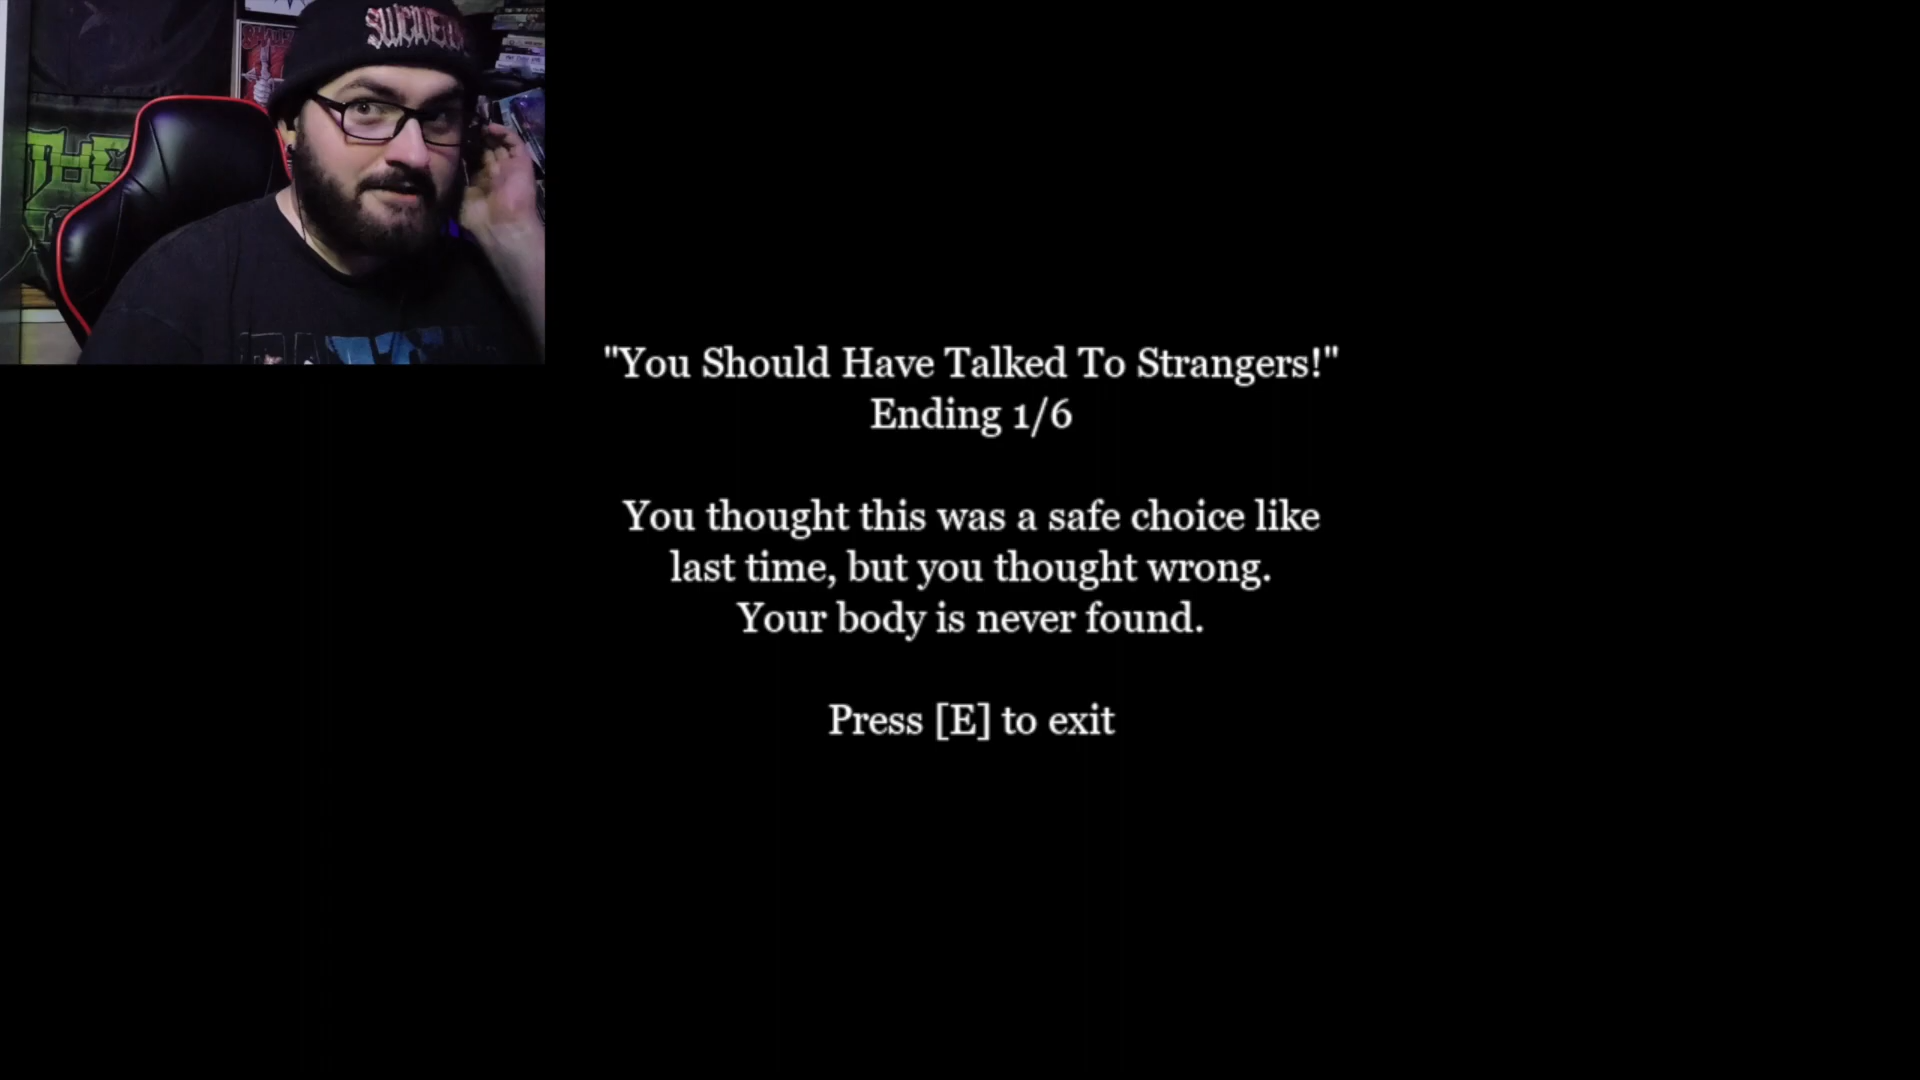 THE
"You Should Have Talked To Strangers!"
Ending 1/6
You thought this was a safe choice like
last time, but you thought wrong.
Your body is never found.
Press [E] to exit